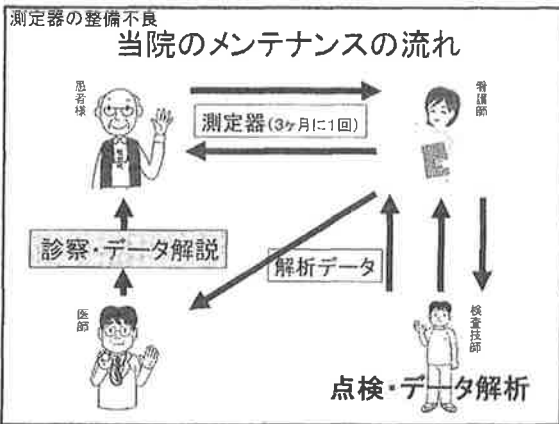 測定器の整備不良
当院のメンテナンスの流れ
患者様
看護師
測定器(3ヶ月に1回)
診察・データ解説
解析データ
医師
検査技師
点検・データ解析